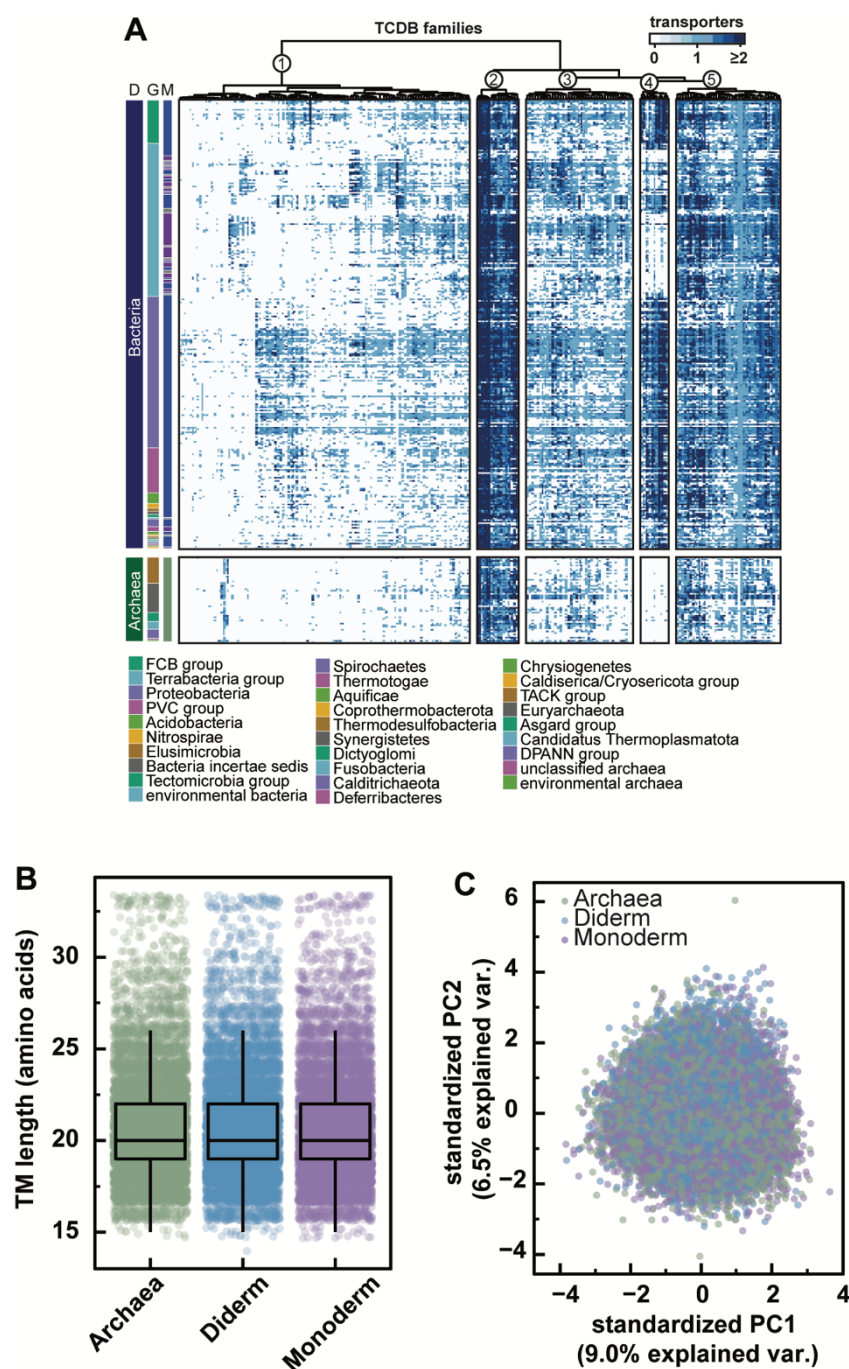 A
TCDB families
transporters
0 1 ≥2
1
2
3
4
5
D G M
Bacteria
Archaea
FCB group
Terrabacteria group
Proteobacteria
PVC group
Acidobacteria
Nitrospirae
Elusimicrobia
Bacteria incertae sedis
Tectomicrobia group
environmental bacteria
Spirochaetes
Thermotogae
Aquificae
Coprothermobacterota
Thermodesulfobacteria
Synergistetes
Dictyoglomi
Fusobacteria
Calditrichaeota
Deferribacteres
Chrysiogenetes
Caldiserica/Cryosericota group
TACK group
Euryarchaeota
Asgard group
Candidatus Thermoplasmatota
DPANN group
unclassified archaea
environmental archaea
B
TM length (amino acids)
30
25
20
15
Archaea
Diderm
Monoderm
C
Archaea
Diderm
Monoderm
standardized PC2
(6.5% explained var.)
6
4
2
0
−2
−4
−4 −2 0 2 4
standardized PC1
(9.0% explained var.)